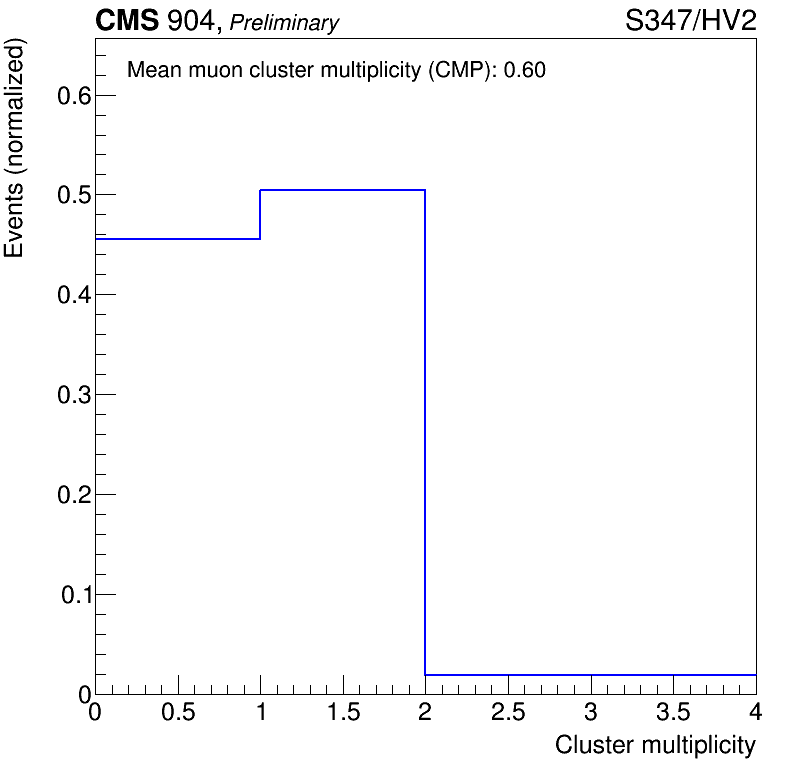 CMS 904, Preliminary S347/HV2
Mean muon cluster multiplicity (CMP): 0.60
Events (normalized)
0.6
0.5
0.4
0.3
0.2
0.1
0
0 0.5 1 1.5 2 2.5 3 3.5 4
Cluster multiplicity